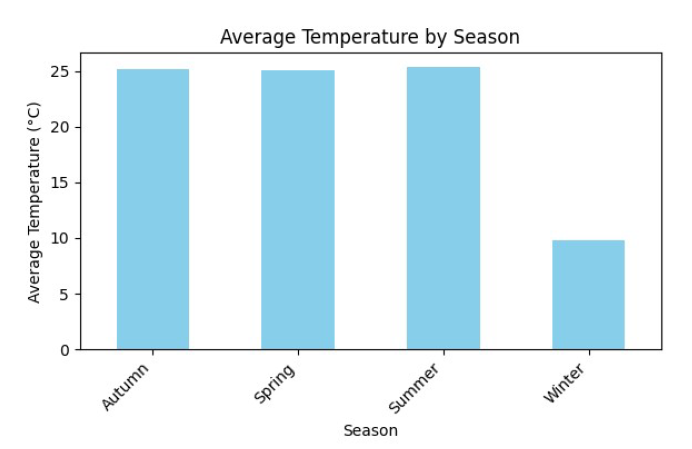 Average Temperature by Season
Average Temperature (°C)
25
20
15
10
5
0
Autumn
Spring
Summer
Winter
Season